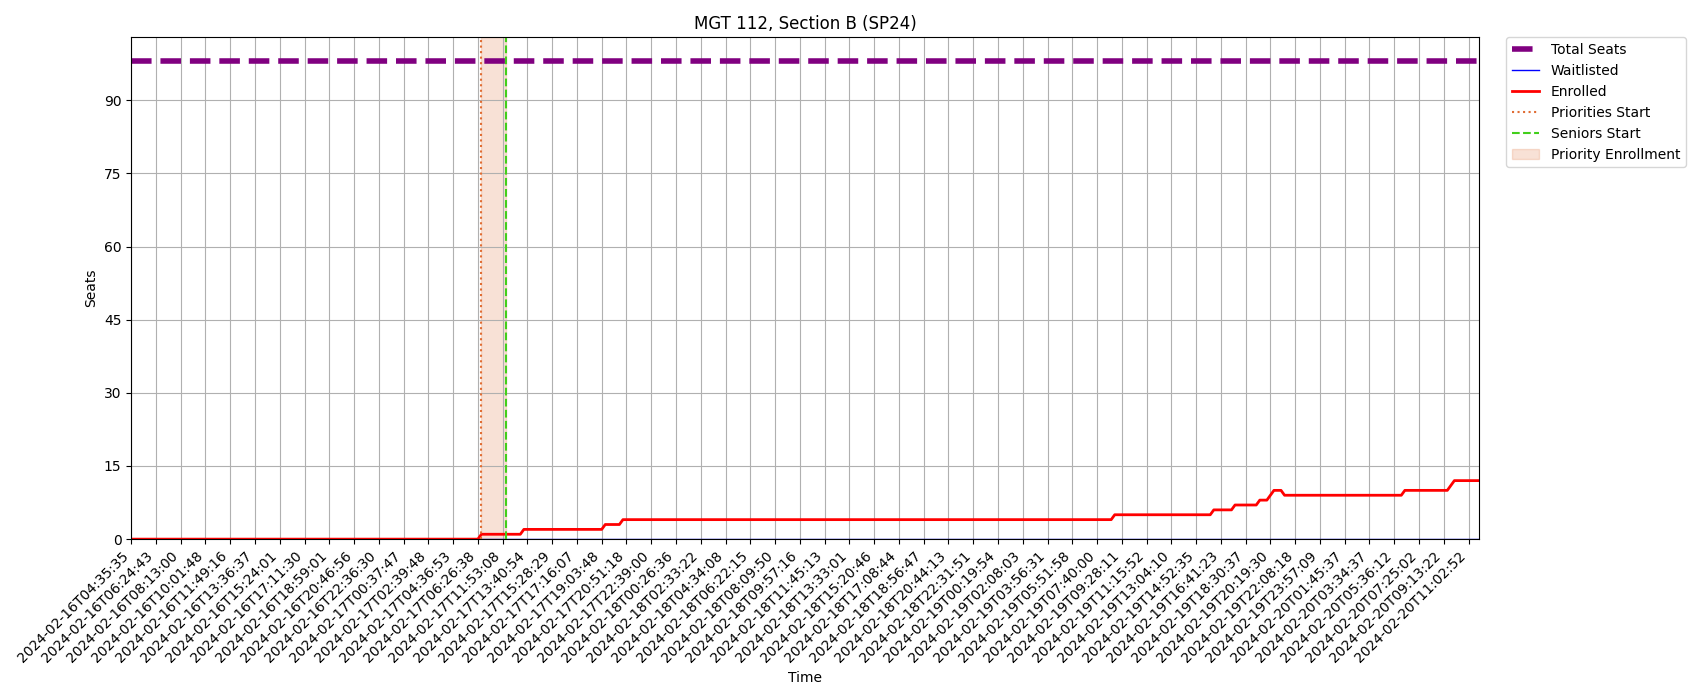 MGT 112, Section B (SP24)
Total Seats
Waitlisted
Enrolled
Priorities Start
Seniors Start
Priority Enrollment
Seats
90
75
60
45
30
15
0
2024-02-16T04:35:35
2024-02-16T06:24:43
2024-02-16T08:13:00
2024-02-16T10:01:48
2024-02-16T11:49:16
2024-02-16T13:36:37
2024-02-16T15:24:01
2024-02-16T17:11:30
2024-02-16T18:59:01
2024-02-16T20:46:56
2024-02-16T22:36:30
2024-02-17T00:37:47
2024-02-17T02:39:48
2024-02-17T04:36:53
2024-02-17T06:26:38
2024-02-17T11:53:08
2024-02-17T13:40:54
2024-02-17T15:28:29
2024-02-17T17:16:07
2024-02-17T19:03:48
2024-02-17T20:51:18
2024-02-17T22:39:00
2024-02-18T00:26:36
2024-02-18T02:33:22
2024-02-18T04:34:08
2024-02-18T06:22:15
2024-02-18T08:09:50
2024-02-18T09:57:16
2024-02-18T11:45:13
2024-02-18T13:33:01
2024-02-18T15:20:46
2024-02-18T17:08:44
2024-02-18T18:56:47
2024-02-18T20:44:13
2024-02-18T22:31:51
2024-02-19T00:19:54
2024-02-19T02:08:03
2024-02-19T03:56:31
2024-02-19T05:51:58
2024-02-19T07:40:00
2024-02-19T09:28:11
2024-02-19T11:15:52
2024-02-19T13:04:10
2024-02-19T14:52:35
2024-02-19T16:41:23
2024-02-19T18:30:37
2024-02-19T20:19:30
2024-02-19T22:08:18
2024-02-19T23:57:09
2024-02-20T01:45:37
2024-02-20T03:34:37
2024-02-20T05:36:12
2024-02-20T07:25:02
2024-02-20T09:13:22
2024-02-20T11:02:52
Time